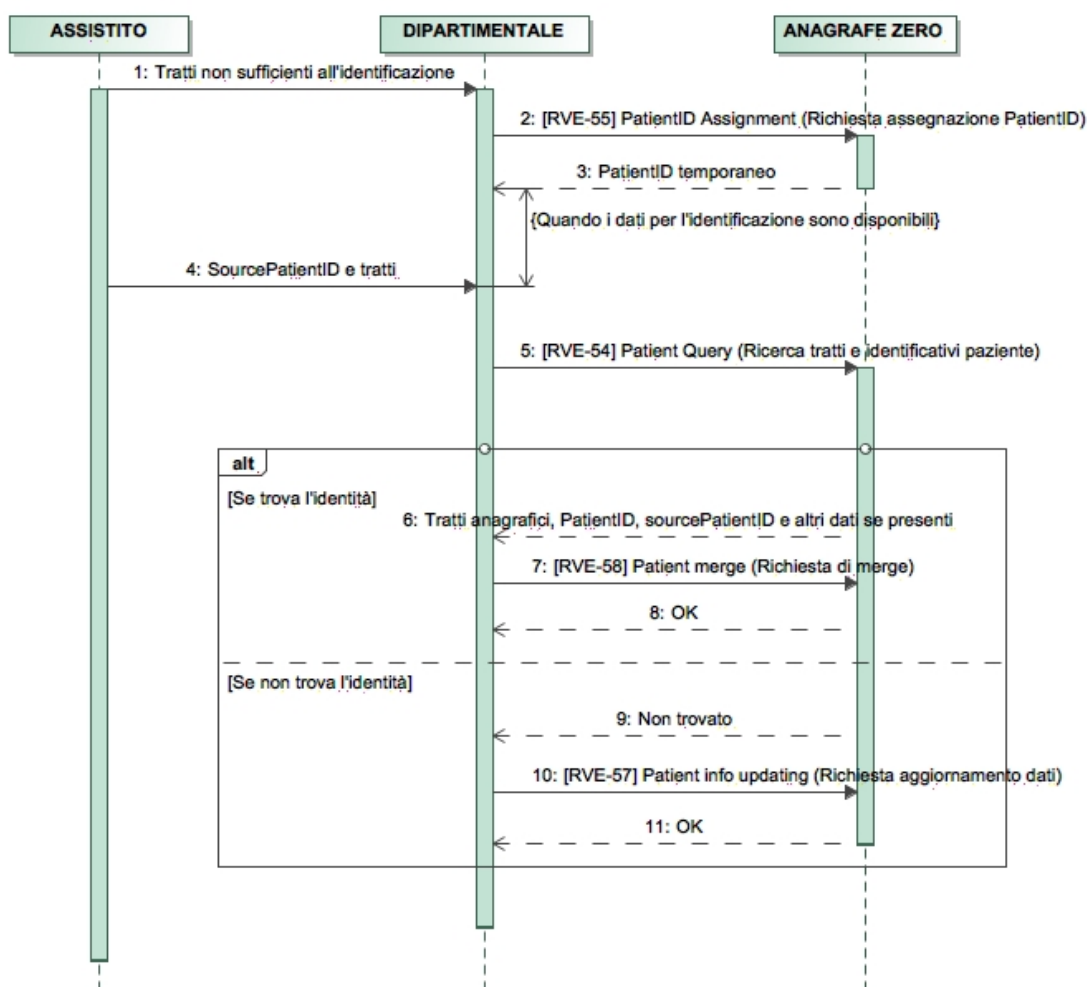 ASSISTITO
DIPARTIMENTALE
ANAGRAFE ZERO
1: Tratti non sufficienti all'identificazione
2: [RVE-55] PatientID Assignment (Richiesta assegnazione PatientID)
3: PatientID temporaneo
{Quando i dati per l'identificazione sono disponibili}
4: SourcePatientID e tratti
5: [RVE-54] Patient Query (Ricerca tratti e identificativi paziente)
alt
[Se trova l'identità]
6: Tratti anagrafici, PatientID, sourcePatientID e altri dati se presenti
7: [RVE-58] Patient merge (Richiesta di merge)
8: OK
[Se non trova l'identità]
9: Non trovato
10: [RVE-57] Patient info updating (Richiesta aggiornamento dati)
11: OK